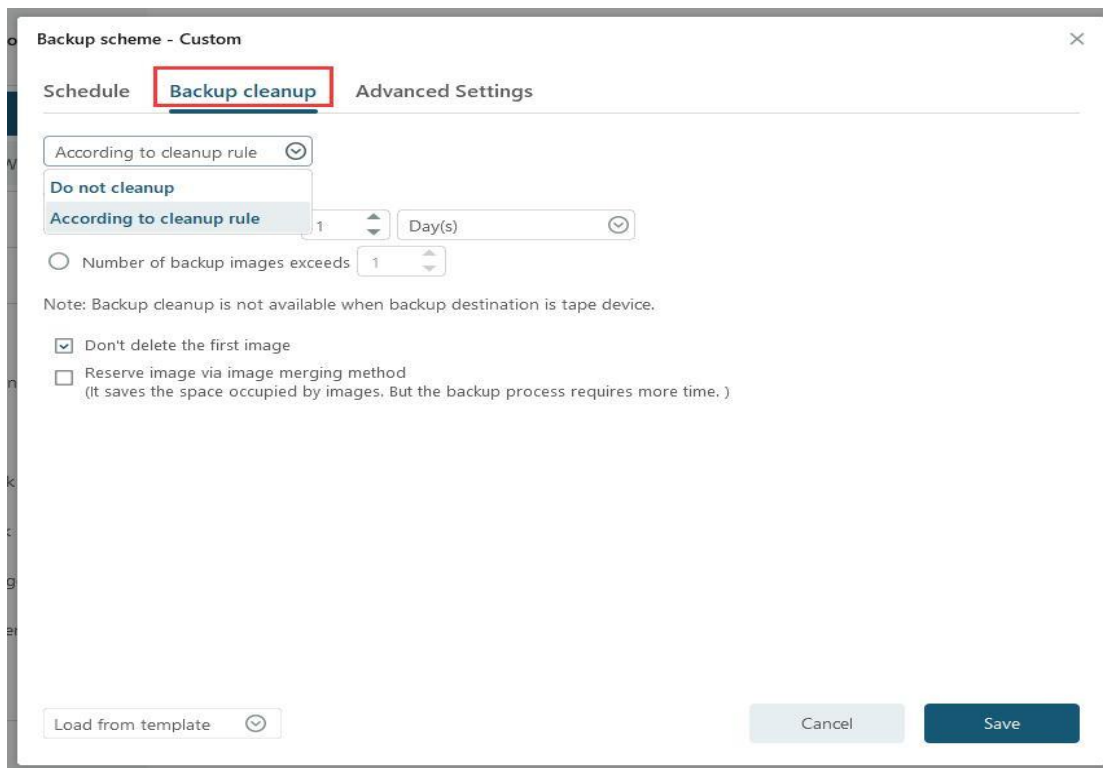 Backup scheme - Custom
Schedule Backup cleanup Advanced Settings
According to cleanup rule
Do not cleanup
According to cleanup rule
1 Day(s)
Number of backup images exceeds 1
Note: Backup cleanup is not available when backup destination is tape device.
Don't delete the first image
Reserve image via image merging method
(It saves the space occupied by images. But the backup process requires more time. )
Load from template Cancel Save